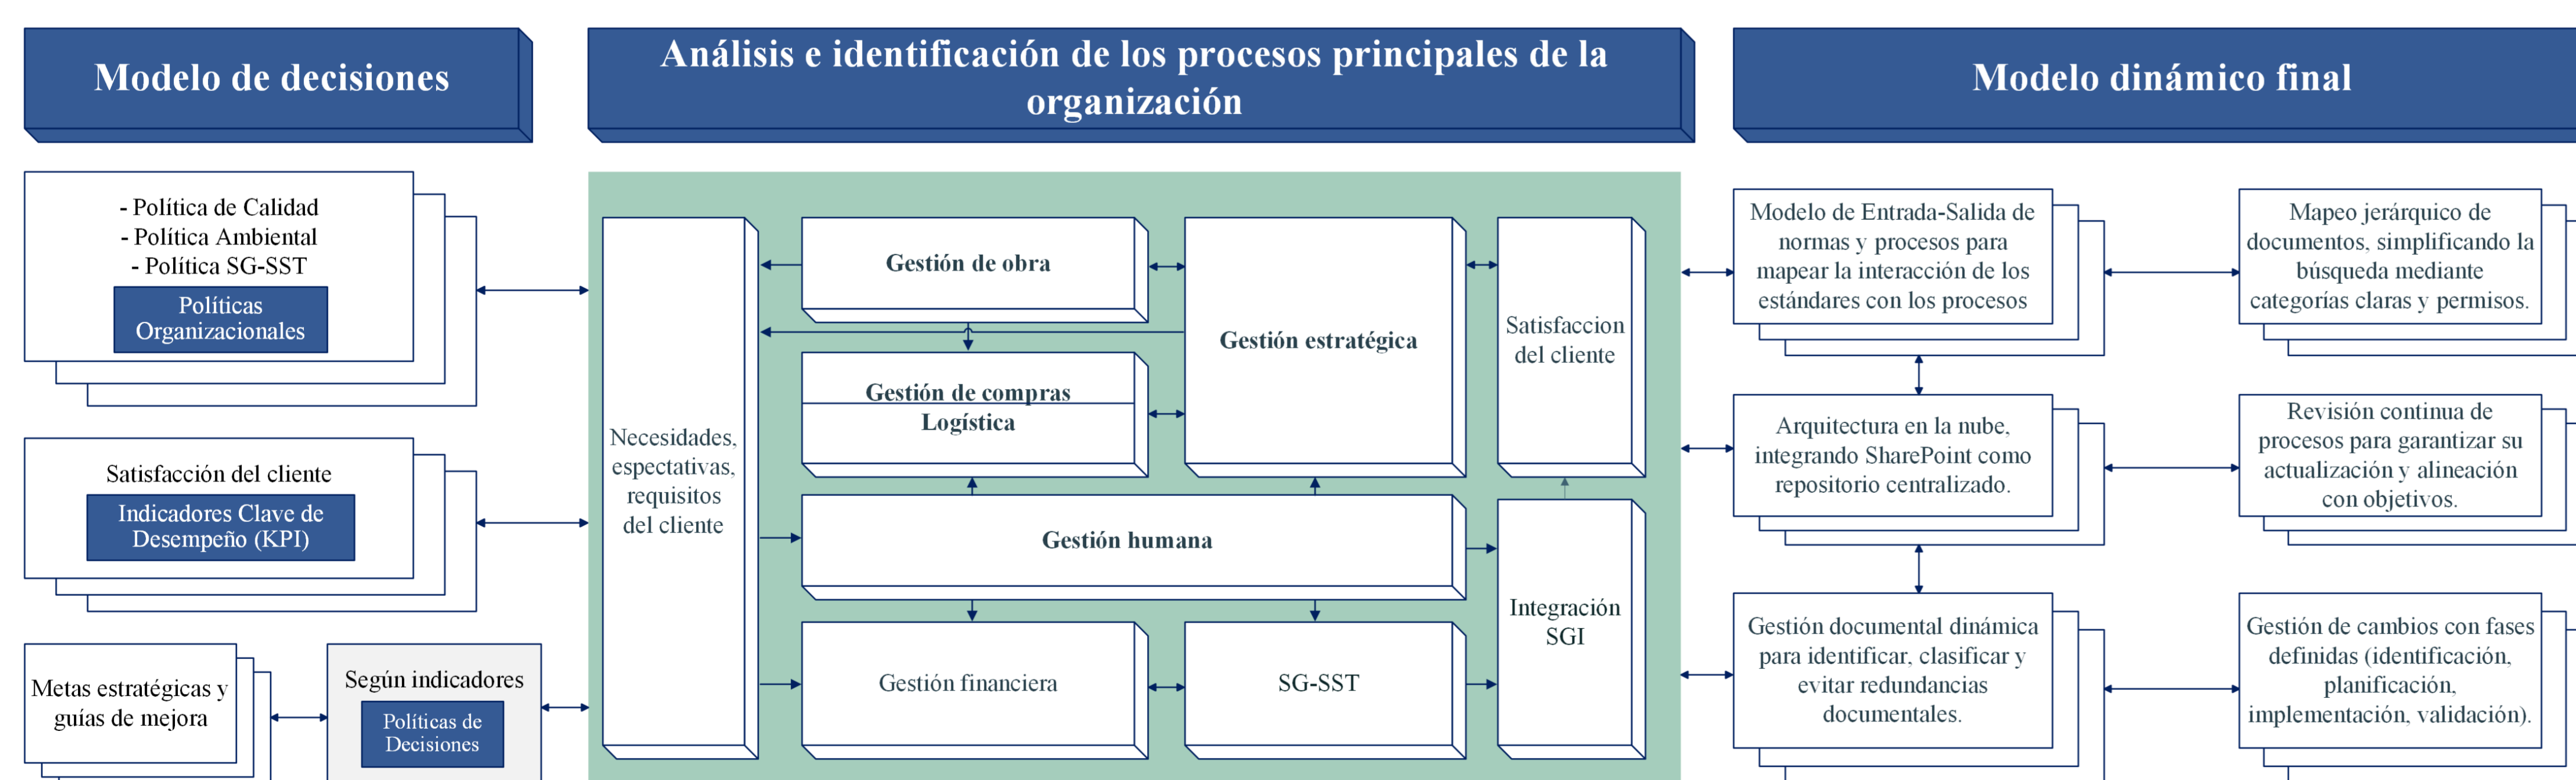 Modelo de decisiones
Análisis e identificación de los procesos principales de la
organización
Modelo dinámico final
- Política de Calidad
- Política Ambiental
- Política SG-SST
Políticas
Organizacionales
Satisfacción del cliente
Indicadores Clave de
Desempeño (KPI)
Metas estratégicas y
guías de mejora
Según indicadores
Políticas de
Decisiones
Necesidades,
espectativas,
requisitos
del cliente
Gestión de obra
Gestión de compras
Logística
Gestión estratégica
Satisfaccion
del cliente
Gestión humana
Integración
SGI
Gestión financiera
SG-SST
Modelo de Entrada-Salida de
normas y procesos para
mapear la interacción de los
estándares con los procesos
Mapeo jerárquico de
documentos, simplificando la
búsqueda mediante
categorías claras y permisos.
Arquitectura en la nube,
integrando SharePoint como
repositorio centralizado.
Revisión continua de
procesos para garantizar su
actualización y alineación
con objetivos.
Gestión documental dinámica
para identificar, clasificar y
evitar redundancias
documentales.
Gestión de cambios con fases
definidas (identificación,
planificación,
implementación, validación).